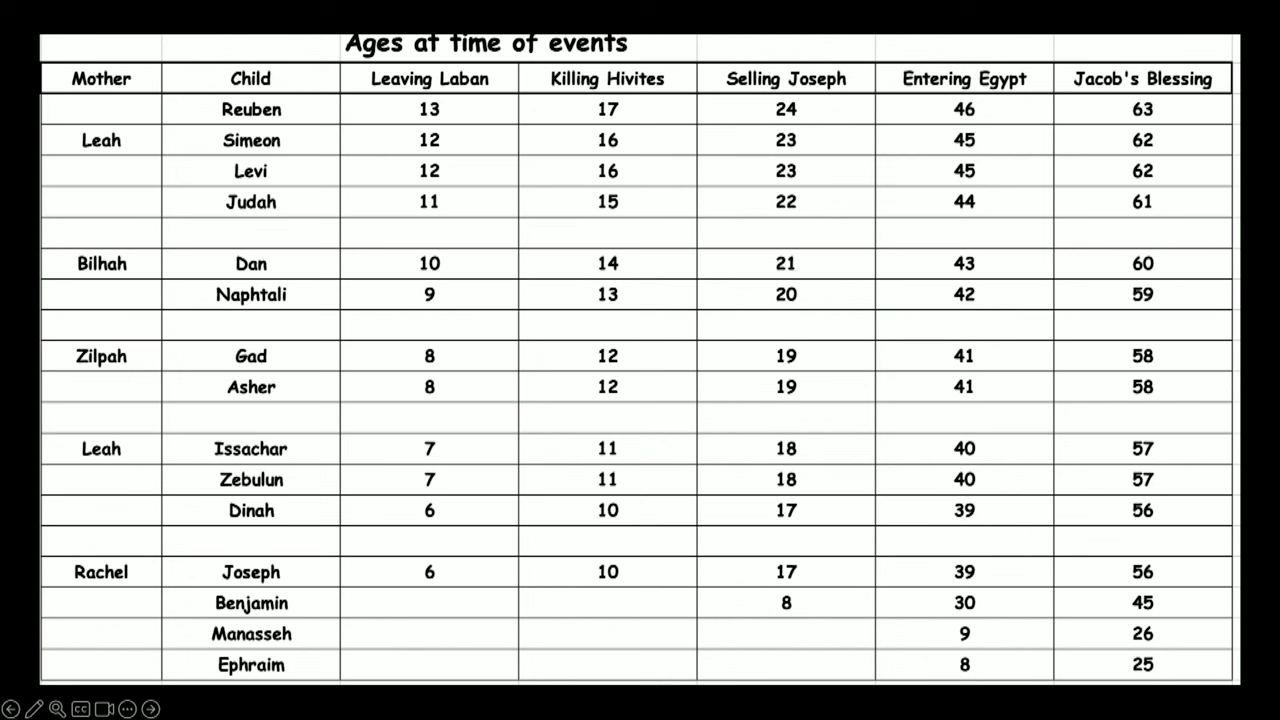 Ages at time of events
Mother Child Leaving Laban Killing Hivites Selling Joseph Entering Egypt Jacob's Blessing
Reuben 13 17 24 46 63
Leah Simeon 12 16 23 45 62
Levi 12 16 23 45 62
Judah 11 15 22 44 61
Bilhah Dan 10 14 21 43 60
Naphtali 9 13 20 42 59
Zilpah Gad 8 12 19 41 58
Asher 8 12 19 41 58
Leah Issachar 7 11 18 40 57
Zebulun 7 11 18 40 57
Dinah 6 10 17 39 56
Rachel Joseph 6 10 17 39 56
Benjamin 8 30 45
Manasseh 9 26
Ephraim 8 25
CC